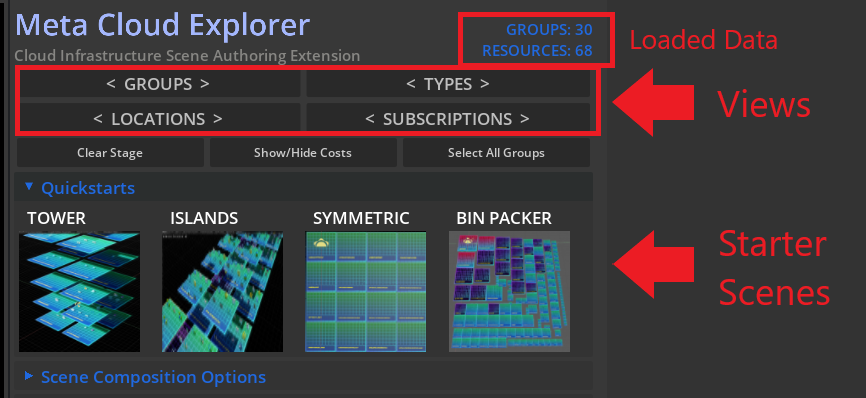 Meta Cloud Explorer
Cloud Infrastructure Scene Authoring Extension
GROUPS: 30
RESOURCES: 68
Loaded Data
< GROUPS >
< TYPES >
< LOCATIONS >
< SUBSCRIPTIONS >
Views
Clear Stage
Show/Hide Costs
Select All Groups
Quickstarts
TOWER
ISLANDS
SYMMETRIC
BIN PACKER
Starter
Scenes
Scene Composition Options